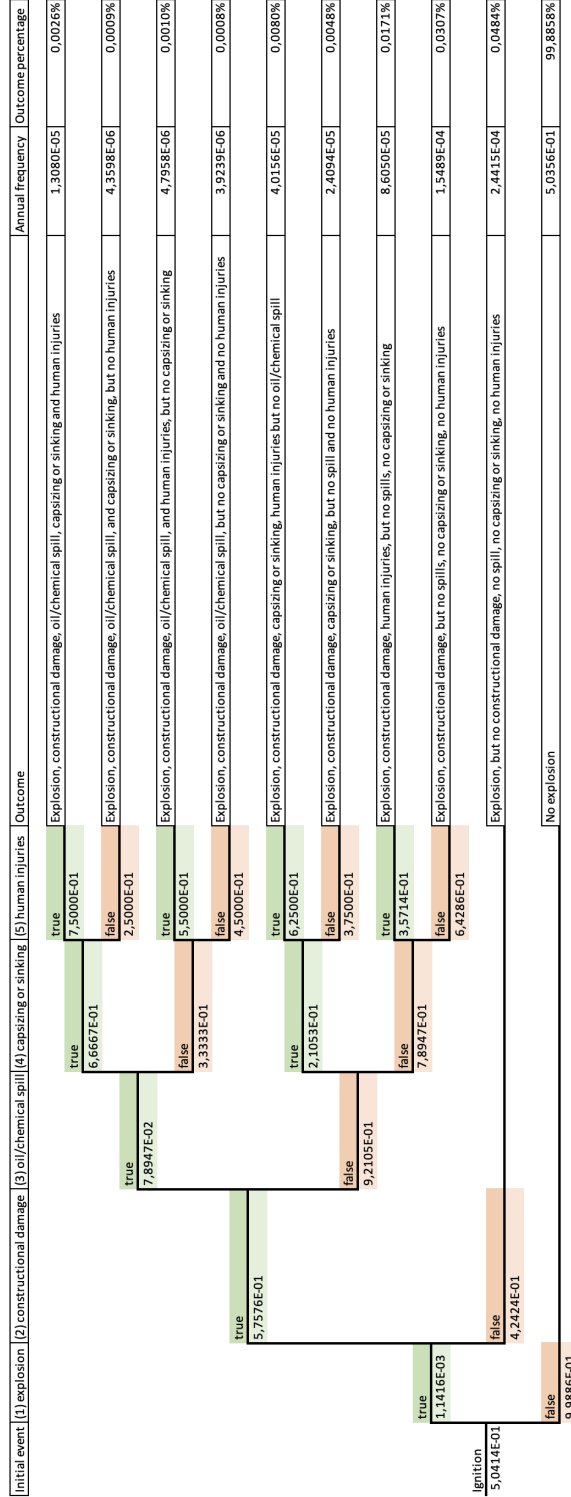 Initial event (1) explosion (2) constructional damage (3) oil/chemical spill (4) capsizing or sinking (5) human injuries Outcome Annual frequency Outcome percentage
true
7,5000E-01
Explosion, constructional damage, oil/chemical spill, capsizing or sinking and human injuries 1,3080E-05 0,0026%
true
6,6667E-01
false
2,5000E-01
Explosion, constructional damage, oil/chemical spill, and capsizing or sinking, but no human injuries 4,3598E-06 0,0009%
true
7,8947E-02
true
5,5000E-01
Explosion, constructional damage, oil/chemical spill, and human injuries, but no capsizing or sinking 4,7958E-06 0,0010%
false
3,3333E-01
false
4,5000E-01
Explosion, constructional damage, oil/chemical spill, but no capsizing or sinking and no human injuries 3,9239E-06 0,0008%
true
5,7576E-01
true
6,2500E-01
Explosion, constructional damage, capsizing or sinking, human injuries but no oil/chemical spill 4,0156E-05 0,0080%
true
2,1053E-01
false
3,7500E-01
Explosion, constructional damage, capsizing or sinking, but no spill and no human injuries 2,4094E-05 0,0048%
false
9,2105E-01
true
3,5714E-01
Explosion, constructional damage, human injuries, but no spills, no capsizing or sinking 8,6050E-05 0,0171%
false
7,8947E-01
false
6,4286E-01
Explosion, constructional damage, but no spills, no capsizing or sinking, no human injuries 1,5489E-04 0,0307%
true
1,1416E-03
Ignition
5,0414E-01
false
4,2424E-01
Explosion, but no constructional damage, no spill, no capsizing or sinking, no human injuries 2,4415E-04 0,0484%
false
9,9886E-01
No explosion 5,0356E-01 99,8858%